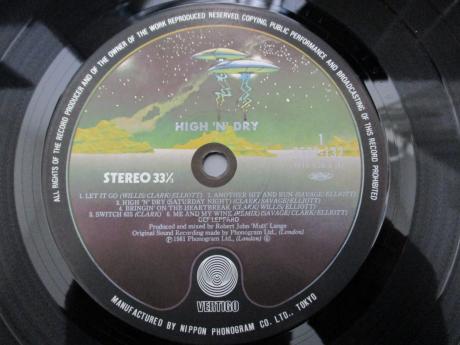 ALL RIGHTS OF THE RECORD PRODUCER AND OF THE OWNER OF THE WORK REPRODUCED RESERVED. COPYING, PUBLIC PERFORMANCE AND BROADCASTING OF THIS RECORD PROHIBITED
HIGH 'N' DRY
1
STEREO 33⅓
1. LET IT GO (WILLIS/CLARK/ELLIOTT)
2. ANOTHER HIT AND RUN (SAVAGE/ELLIOTT)
3. HIGH 'N' DRY (SATURDAY NIGHT) (CLARK/SAVAGE/ELLIOTT)
4. BRINGIN' ON THE HEARTBREAK (CLARK/WILLIS/ELLIOTT)
5. SWITCH 625 (CLARK)
6. ME AND MY WINE (REMIX) (SAVAGE/CLARK/ELLIOTT)
DEF LEPPARD
Produced and mixed by Robert John 'Mutt' Lange
Original Sound Recording made by Phonogram Ltd., (London)
℗ 1981 Phonogram Ltd., (London)
VERTIGO
MANUFACTURED BY NIPPON PHONOGRAM CO. LTD., TOKYO